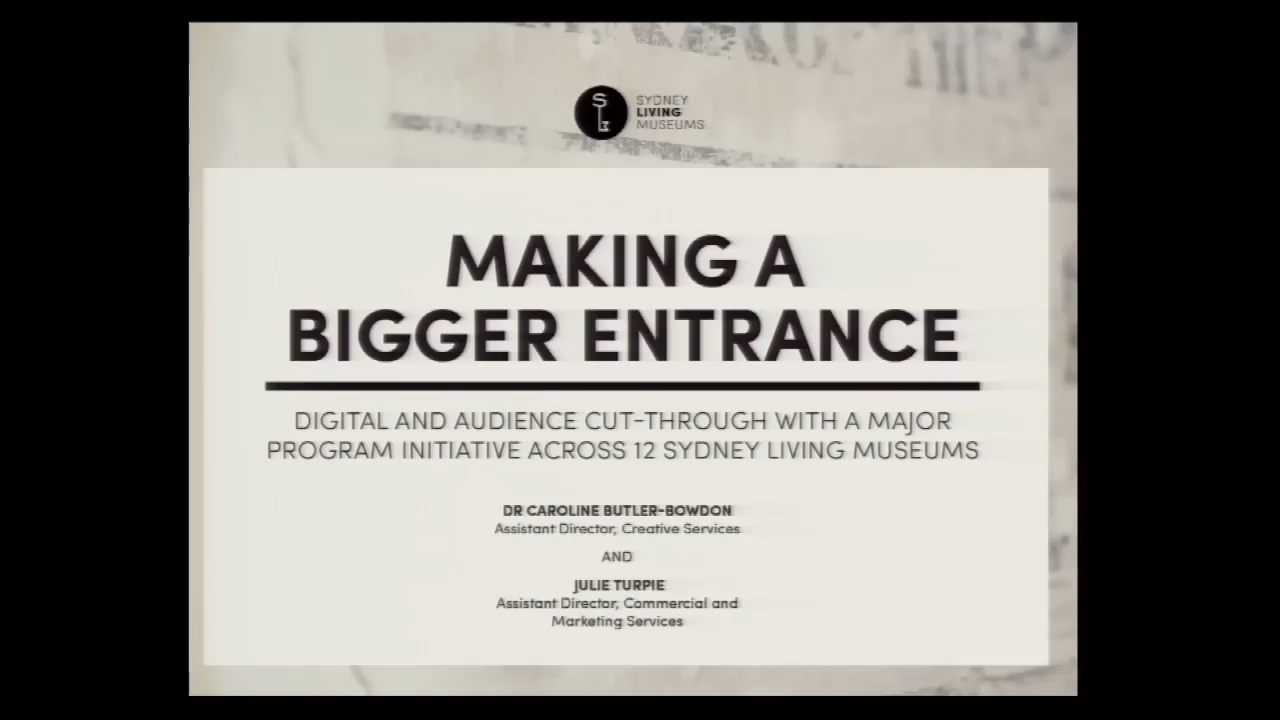 SYDNEY
LIVING
MUSEUMS
MAKING A
BIGGER ENTRANCE
DIGITAL AND AUDIENCE CUT-THROUGH WITH A MAJOR
PROGRAM INITIATIVE ACROSS 12 SYDNEY LIVING MUSEUMS
DR CAROLINE BUTLER-BOWDON
Assistant Director, Creative Services
AND
JULIE TURPIE
Assistant Director, Commercial and
Marketing Services